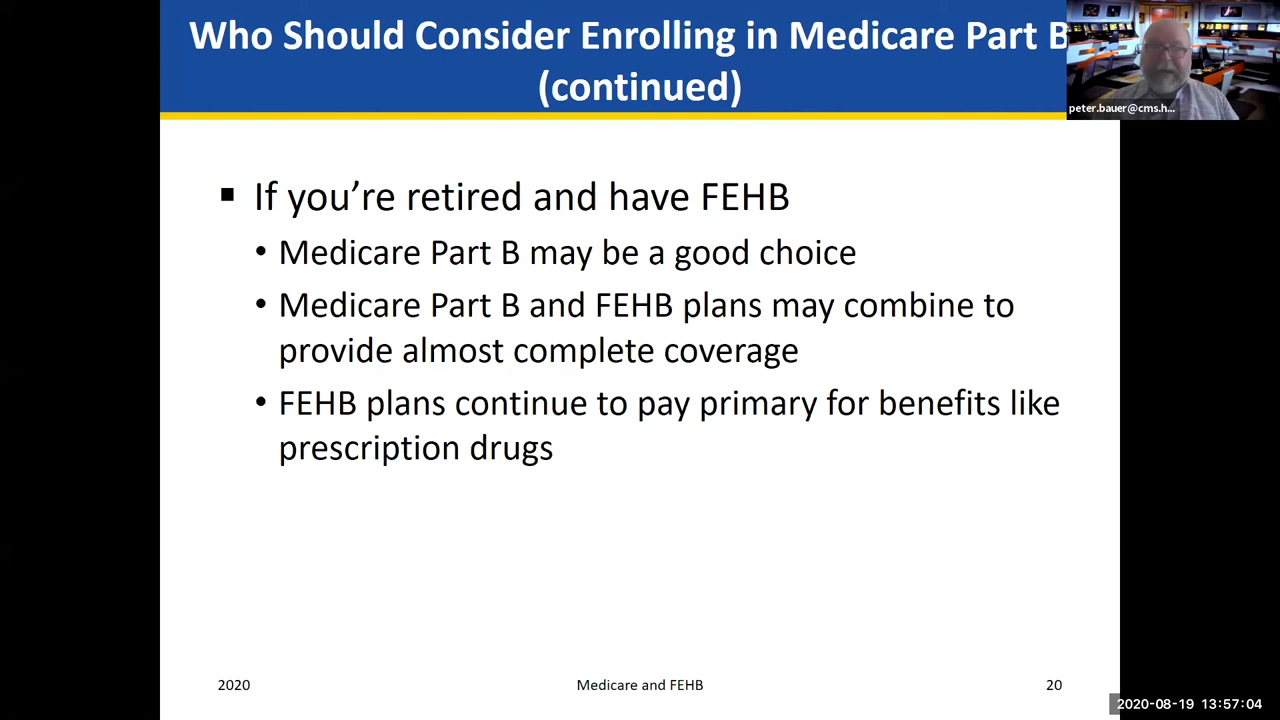 Who Should Consider Enrolling in Medicare Part B
(continued)
peter.bauer@cms.h...
▪ If you’re retired and have FEHB
• Medicare Part B may be a good choice
• Medicare Part B and FEHB plans may combine to
provide almost complete coverage
• FEHB plans continue to pay primary for benefits like
prescription drugs
2020
Medicare and FEHB
20
2020-08-19 13:57:04